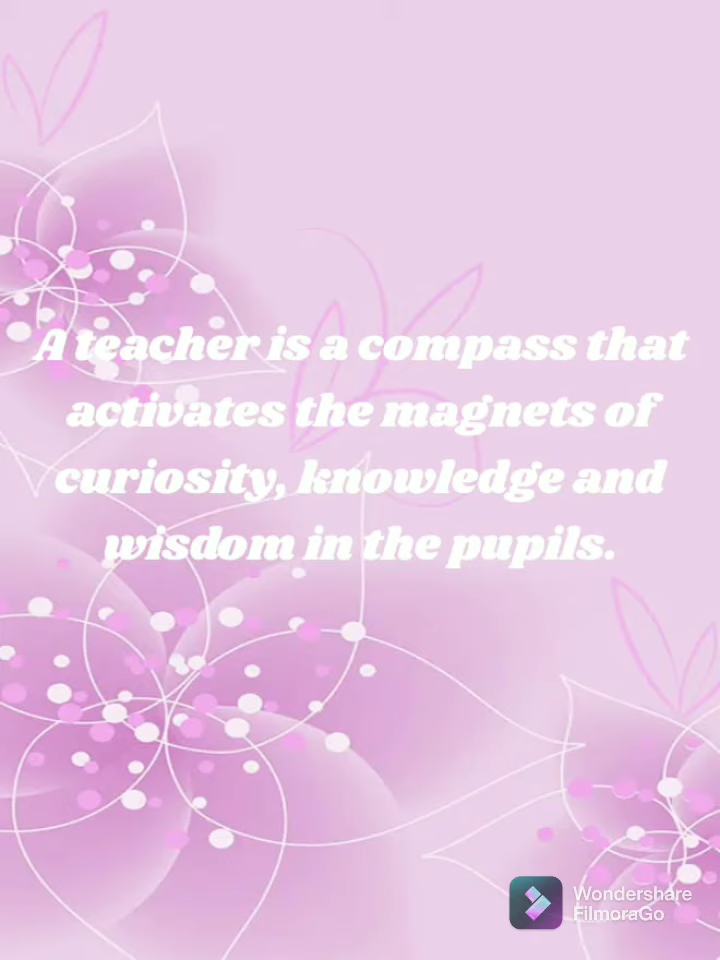 A teacher is a compass that
activates the magnets of
curiosity, knowledge and
wisdom in the pupils.
Wondershare
FilmoraGo